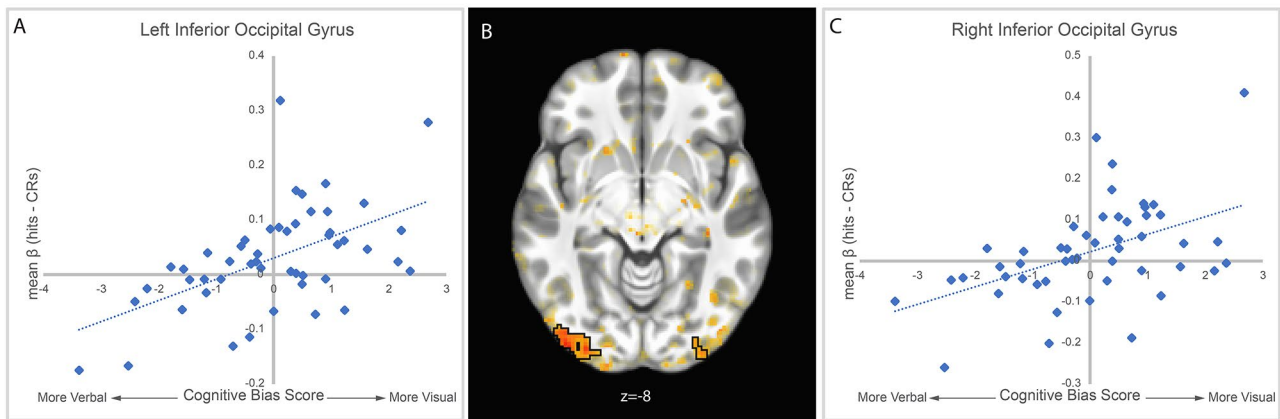 A
Left Inferior Occipital Gyrus
mean β (hits - CRs)
0.4
0.3
0.2
0.1
0
-0.1
-0.2
-4 -3 -2 -1 0 1 2 3
More Verbal Cognitive Bias Score More Visual
B
z=-8
C
Right Inferior Occipital Gyrus
mean β (hits - CRs)
0.5
0.4
0.3
0.2
0.1
0
-0.1
-0.2
-0.3
-4 -3 -2 -1 0 1 2 3
More Verbal Cognitive Bias Score More Visual